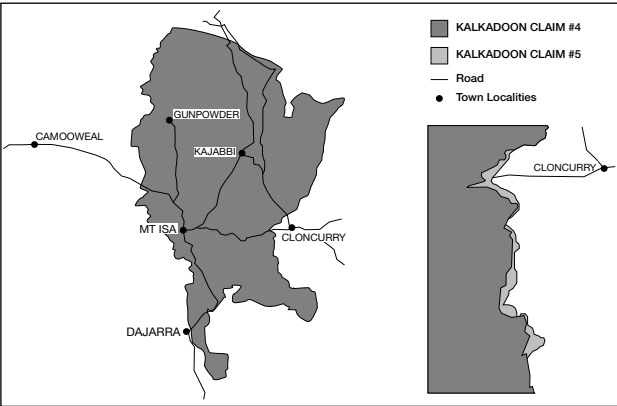 KALKADOON CLAIM #4
KALKADOON CLAIM #5
Road
Town Localities
GUNPOWDER
CAMOOWEAL
KAJABBI
MT ISA
CLONCURRY
DAJARRA
CLONCURRY